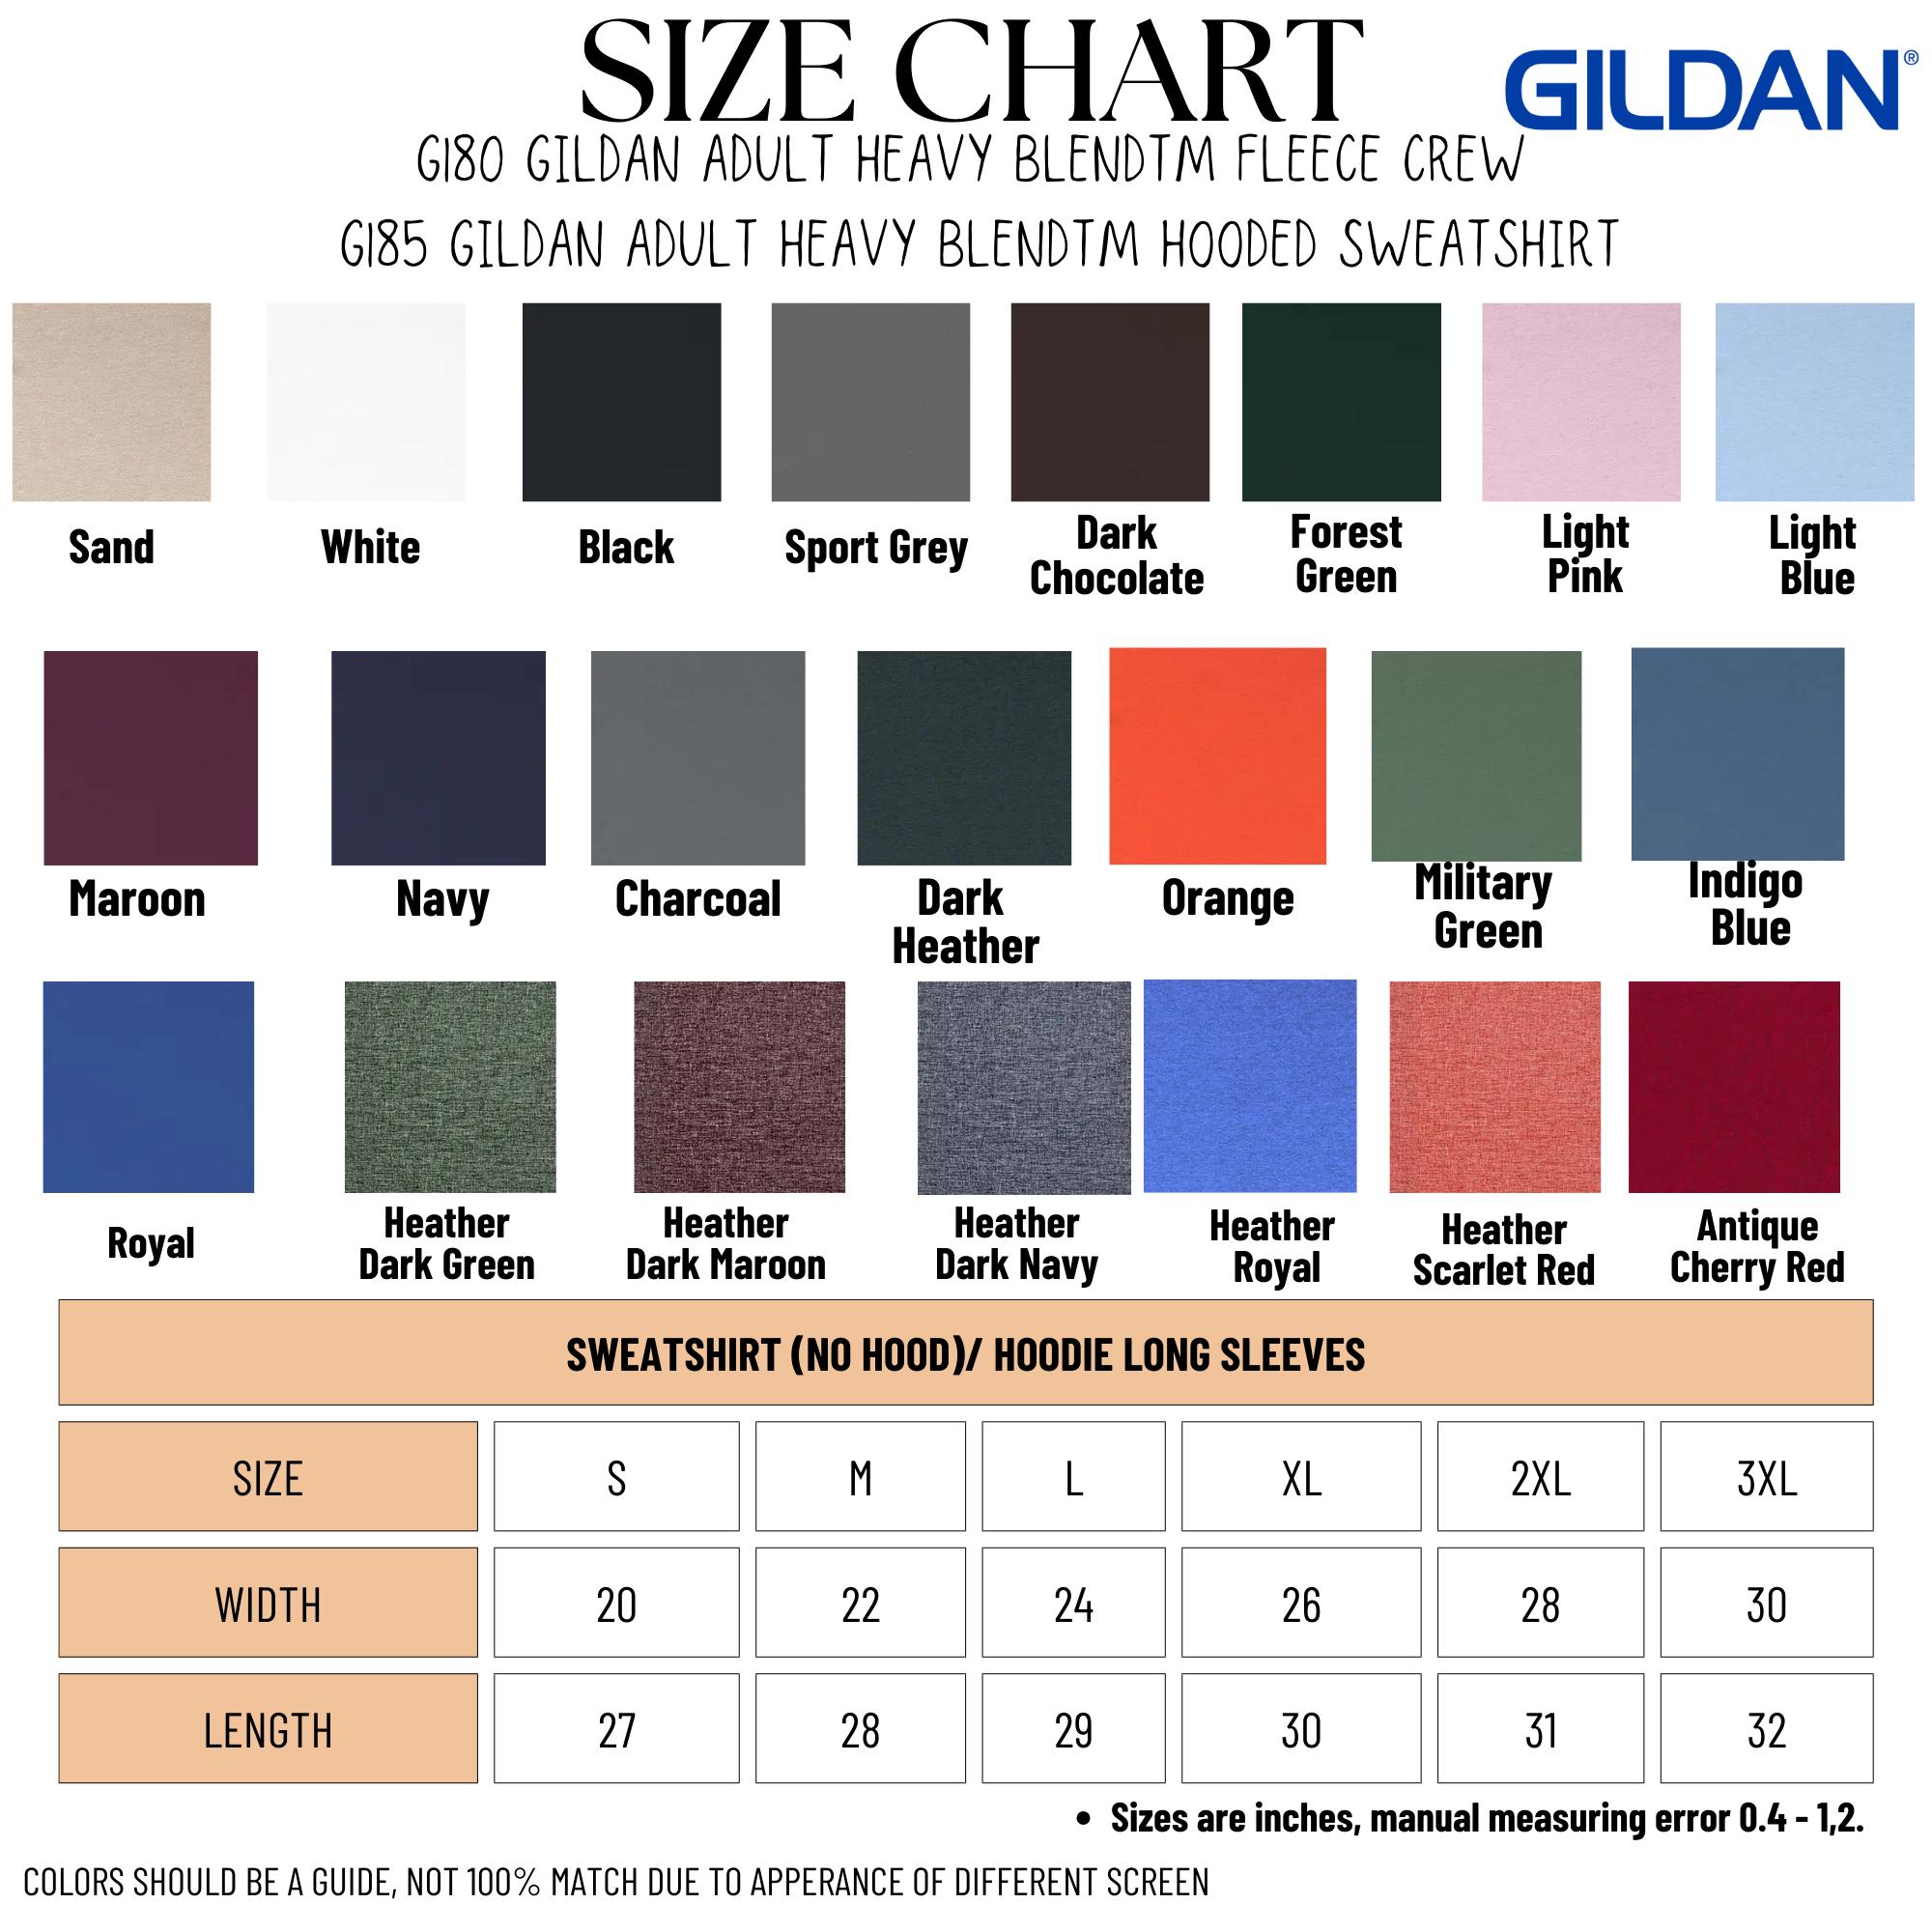 SIZE CHART
GILDAN®
G180 GILDAN ADULT HEAVY BLENDTM FLEECE CREW
G185 GILDAN ADULT HEAVY BLENDTM HOODED SWEATSHIRT
Sand
White
Black
Sport Grey
Dark
Chocolate
Forest
Green
Light
Pink
Light
Blue
Maroon
Navy
Charcoal
Dark
Heather
Orange
Military
Green
Indigo
Blue
Royal
Heather
Dark Green
Heather
Dark Maroon
Heather
Dark Navy
Heather
Royal
Heather
Scarlet Red
Antique
Cherry Red
SWEATSHIRT (NO HOOD)/ HOODIE LONG SLEEVES
SIZE S M L XL 2XL 3XL
WIDTH 20 22 24 26 28 30
LENGTH 27 28 29 30 31 32
• Sizes are inches, manual measuring error 0.4 - 1,2.
COLORS SHOULD BE A GUIDE, NOT 100% MATCH DUE TO APPERANCE OF DIFFERENT SCREEN